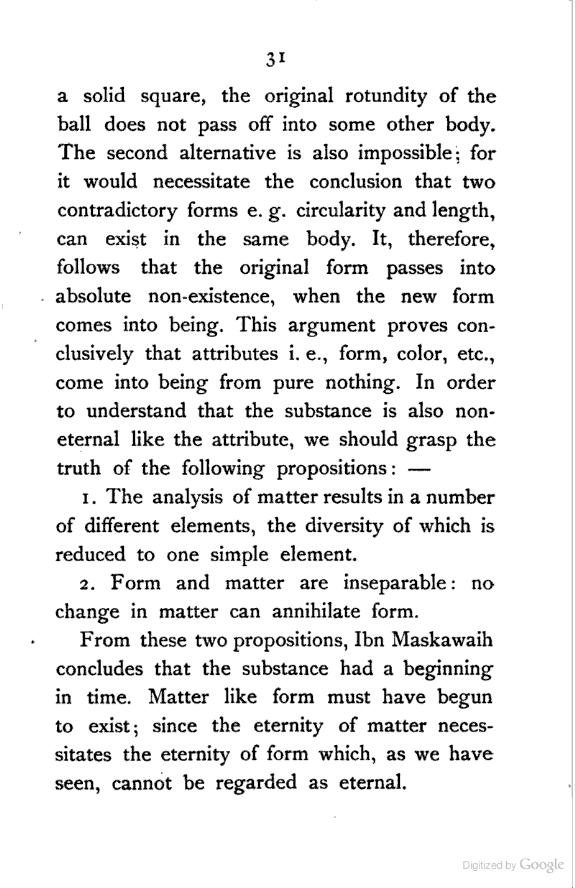 31
a solid square, the original rotundity of the
ball does not pass off into some other body.
The second alternative is also impossible; for
it would necessitate the conclusion that two
contradictory forms e. g. circularity and length,
can exist in the same body. It, therefore,
follows that the original form passes into
absolute non-existence, when the new form
comes into being. This argument proves con-
clusively that attributes i. e., form, color, etc.,
come into being from pure nothing. In order
to understand that the substance is also non-
eternal like the attribute, we should grasp the
truth of the following propositions: —
1. The analysis of matter results in a number
of different elements, the diversity of which is
reduced to one simple element.
2. Form and matter are inseparable: no
change in matter can annihilate form.
From these two propositions, Ibn Maskawaih
concludes that the substance had a beginning
in time. Matter like form must have begun
to exist; since the eternity of matter neces-
sitates the eternity of form which, as we have
seen, cannot be regarded as eternal.
Digitized by Google